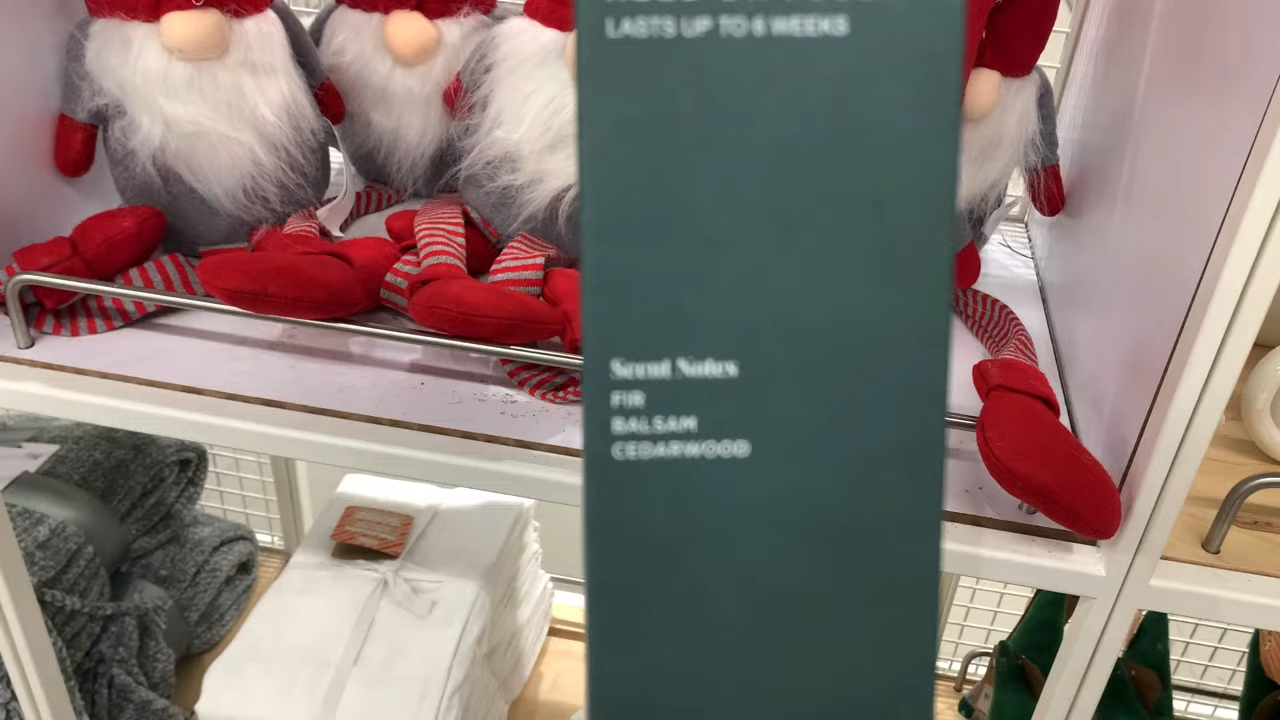 LASTS UP TO 6 WEEKS
Scent Notes
FIR
BALSAM
CEDARWOOD